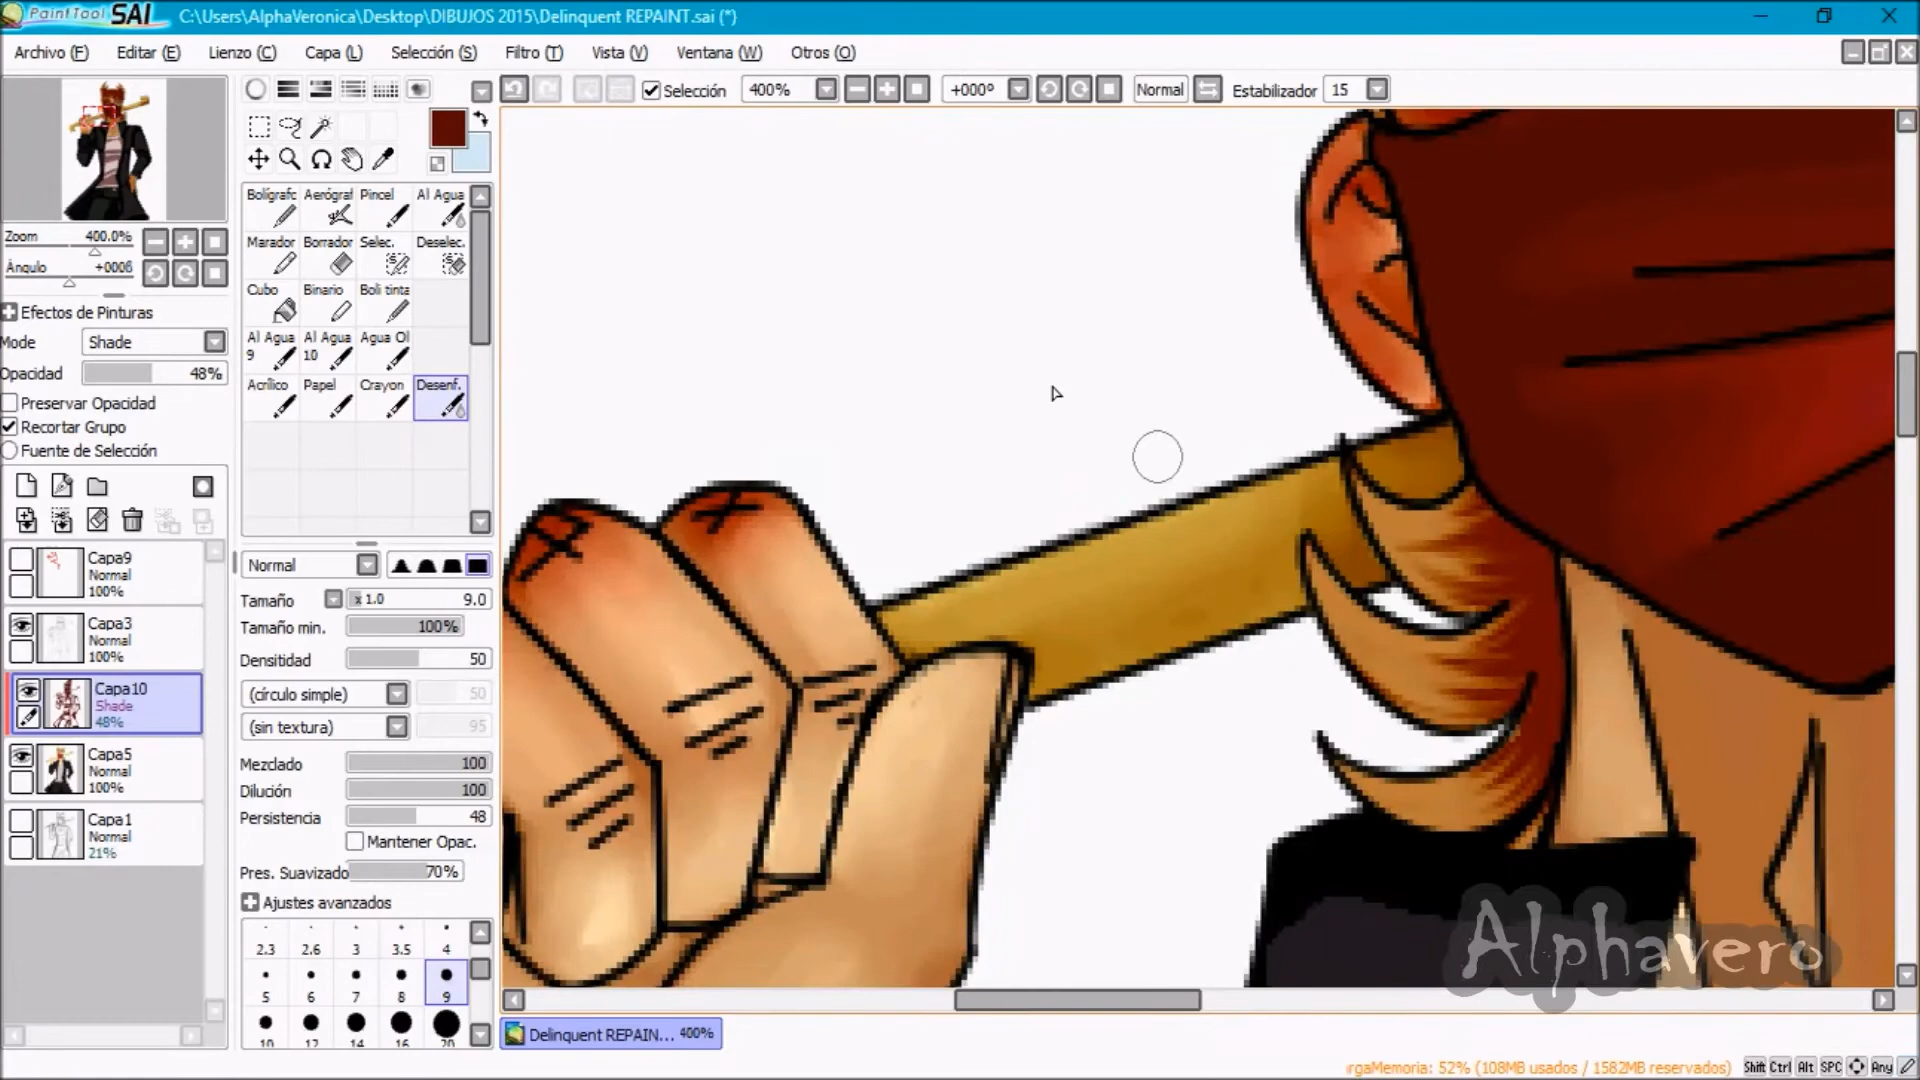 PaintTool SAI C:\Users\AlphaVeronica\Desktop\DIBUJOS 2015\Delinquent REPAINT.sai (*)
Archivo (F) Editar (E) Lienzo (C) Capa (L) Selección (S) Filtro (T) Vista (V) Ventana (W) Otros (O)
Selección 400% +000º Normal Estabilizador 15
Zoom 400.0%
Ángulo +000б
Efectos de Pinturas
Mode Shade
Opacidad 48%
Preservar Opacidad
Recortar Grupo
Fuente de Selección
Capa9
Normal
100%
Capa3
Normal
100%
Capa10
Shade
48%
Capa5
Normal
100%
Capa1
Normal
21%
Bolígrafc Aerógraf Pincel Al Agua
Marador Borrador Selec. Deselec.
Cubo Binario Boli tinta
Al Agua 9 Al Agua 10 Agua Ol
Acrílico Papel Crayon Desenf.
Normal
Tamaño x 1.0 9.0
Tamaño min. 100%
Densitidad 50
(círculo simple) 50
(sin textura) 95
Mezclado 100
Dilución 100
Persistencia 48
Mantener Opac.
Pres. Suavizado 70%
Ajustes avanzados
2.3 2.6 3 3.5 4
5 6 7 8 9
10 12 14 16 20
Alphavero
Delinquent REPAIN... 400%
rgaMemoria: 52% (108MB usados / 1582MB reservados) Shift Ctrl Alt SPC Any